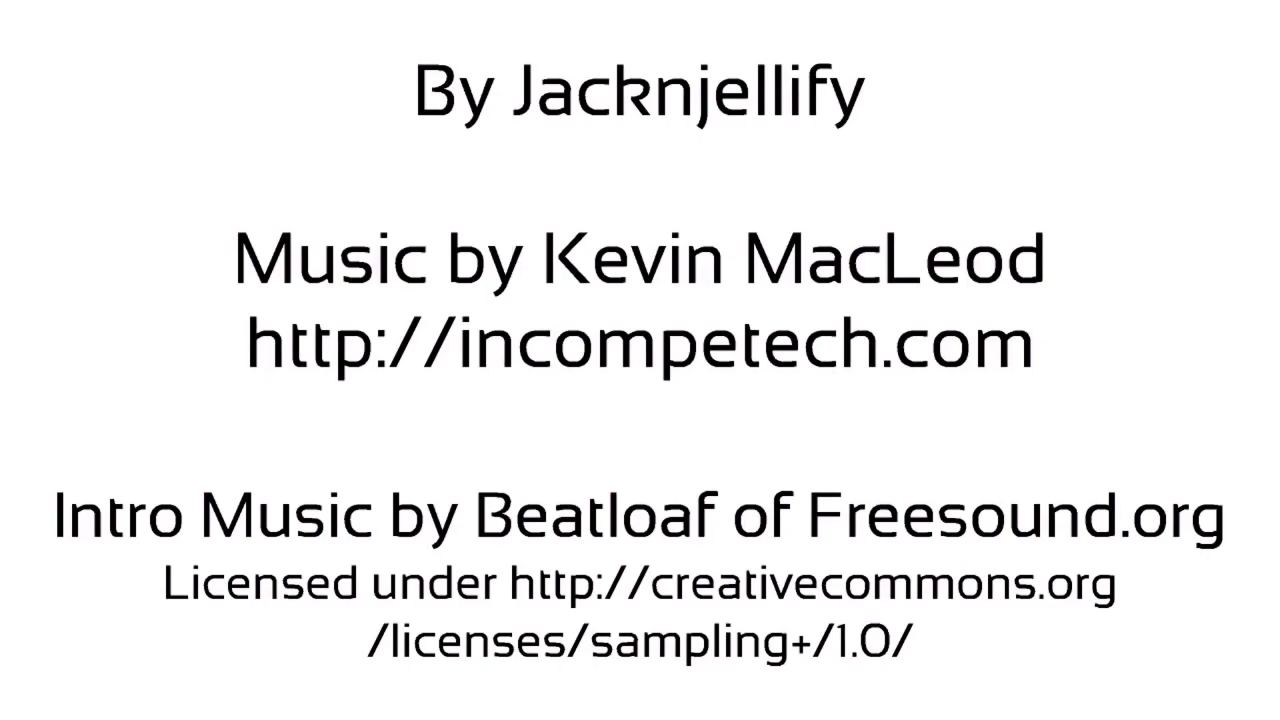 By Jacknjellify
Music by Kevin MacLeod
http://incompetech.com
Intro Music by Beatloaf of Freesound.org
Licensed under http://creativecommons.org
/licenses/sampling+/1.0/